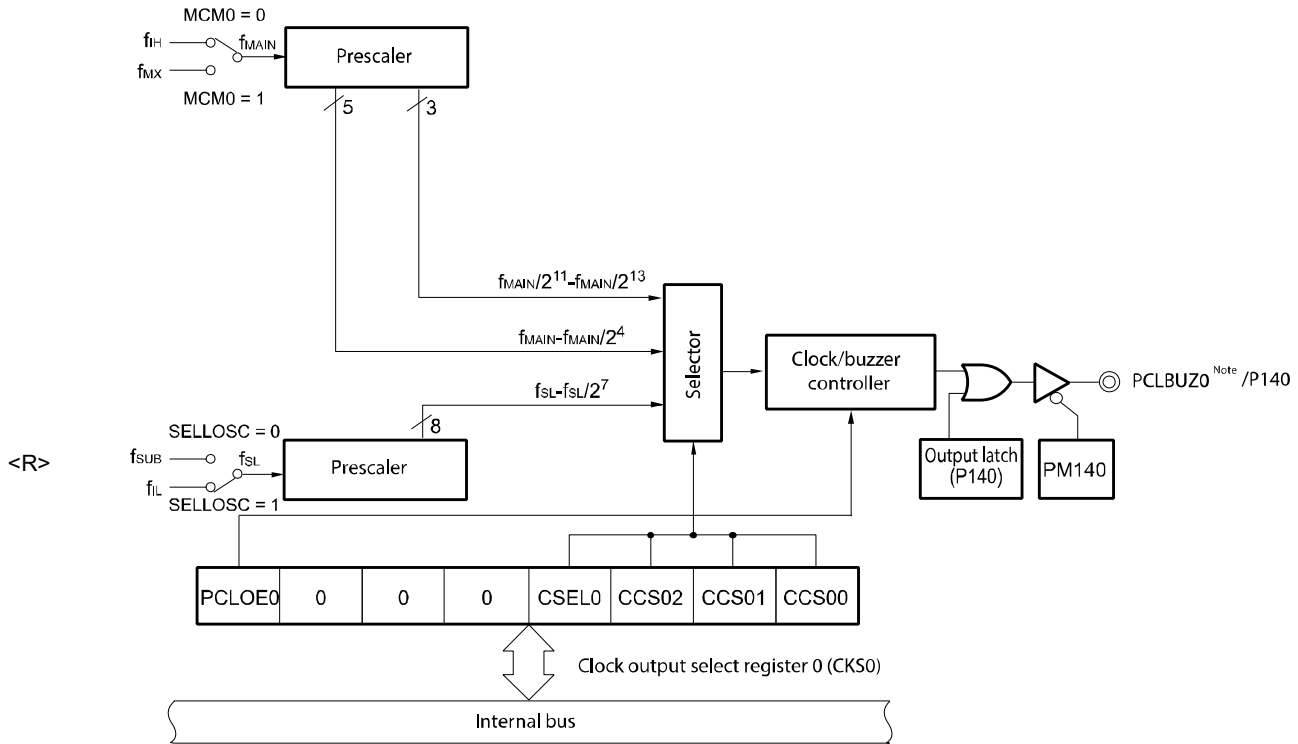 MCM0 = 0
fIH
fMAIN
Prescaler
fMX
MCM0 = 1
5
3
fMAIN/2^11-fMAIN/2^13
fMAIN-fMAIN/2^4
fSL-fSL/2^7
Selector
Clock/buzzer
controller
PCLBUZ0 Note /P140
8
SELLOSC = 0
<R>
fSUB
fSL
Prescaler
fIL
SELLOSC = 1
Output latch
(P140)
PM140
PCLOE0 0 0 0 CSEL0 CCS02 CCS01 CCS00
Clock output select register 0 (CKS0)
Internal bus